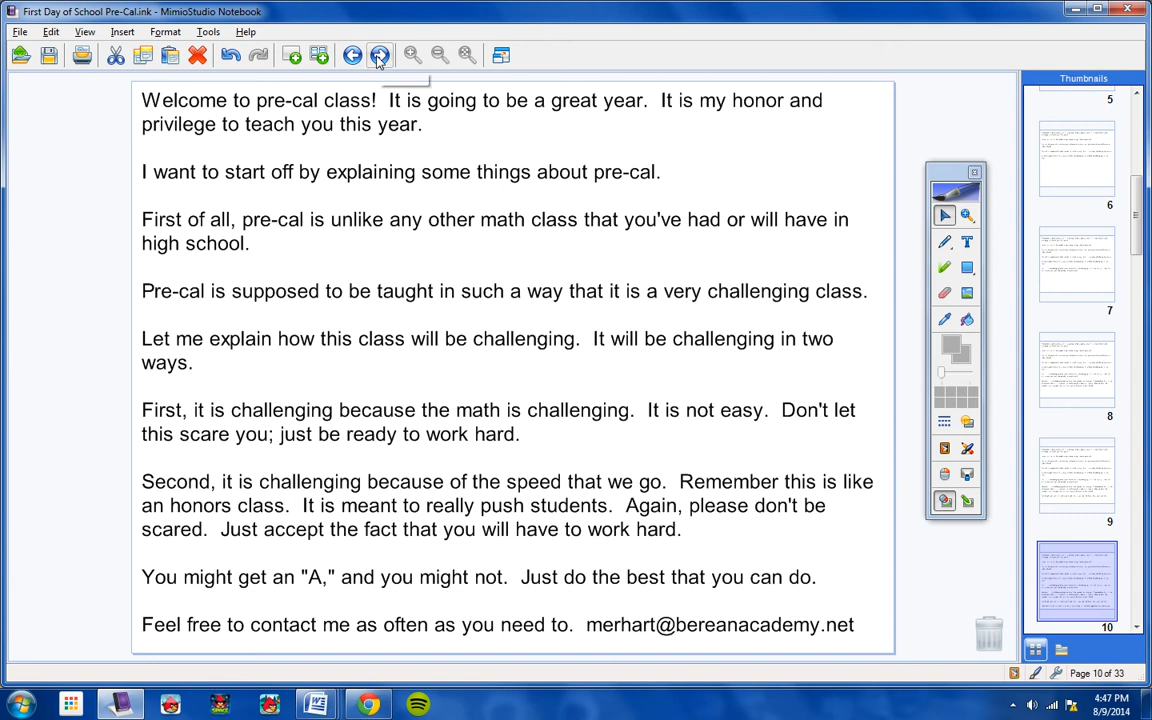 First Day of School Pre-Cal.ink - MimioStudio Notebook
File Edit View Insert Format Tools Help
Welcome to pre-cal class!  It is going to be a great year.  It is my honor and
privilege to teach you this year.
I want to start off by explaining some things about pre-cal.
First of all, pre-cal is unlike any other math class that you've had or will have in
high school.
Pre-cal is supposed to be taught in such a way that it is a very challenging class.
Let me explain how this class will be challenging.  It will be challenging in two
ways.
First, it is challenging because the math is challenging.  It is not easy.  Don't let
this scare you; just be ready to work hard.
Second, it is challenging because of the speed that we go.  Remember this is like
an honors class.  It is meant to really push students.  Again, please don't be
scared.  Just accept the fact that you will have to work hard.
You might get an "A," and you might not.  Just do the best that you can do.
Feel free to contact me as often as you need to.  merhart@bereanacademy.net
Thumbnails
5
6
7
8
9
10
Page 10 of 33
4:47 PM
8/9/2014